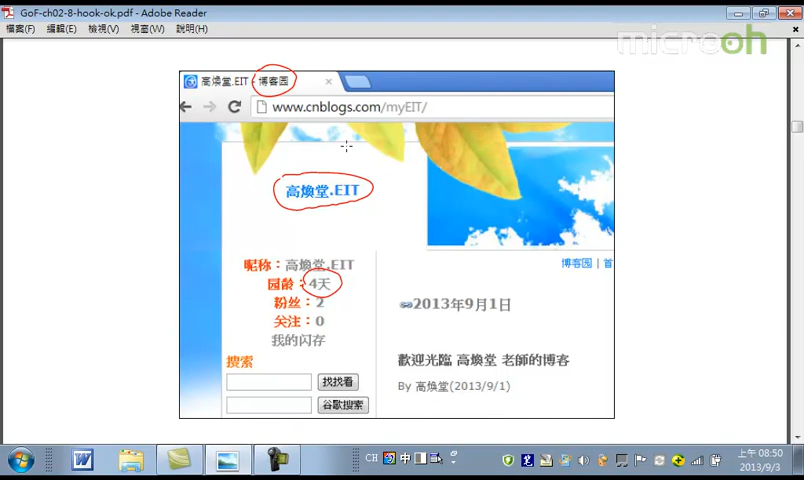 GoF-ch02-8-hook-ok.pdf - Adobe Reader
檔案(F) 編輯(E) 檢視(V) 視窗(W) 說明(H)
microoh
高煥堂.EIT - 博客园
www.cnblogs.com/myEIT/
高煥堂.EIT
昵称：高煥堂.EIT
园龄：4天
粉丝：2
关注：0
我的闪存
搜索
找找看
谷歌搜索
博客园 | 首
2013年9月1日
歡迎光臨 高煥堂 老師的博客
By 高煥堂(2013/9/1)
CH 中
上午 08:50
2013/9/3